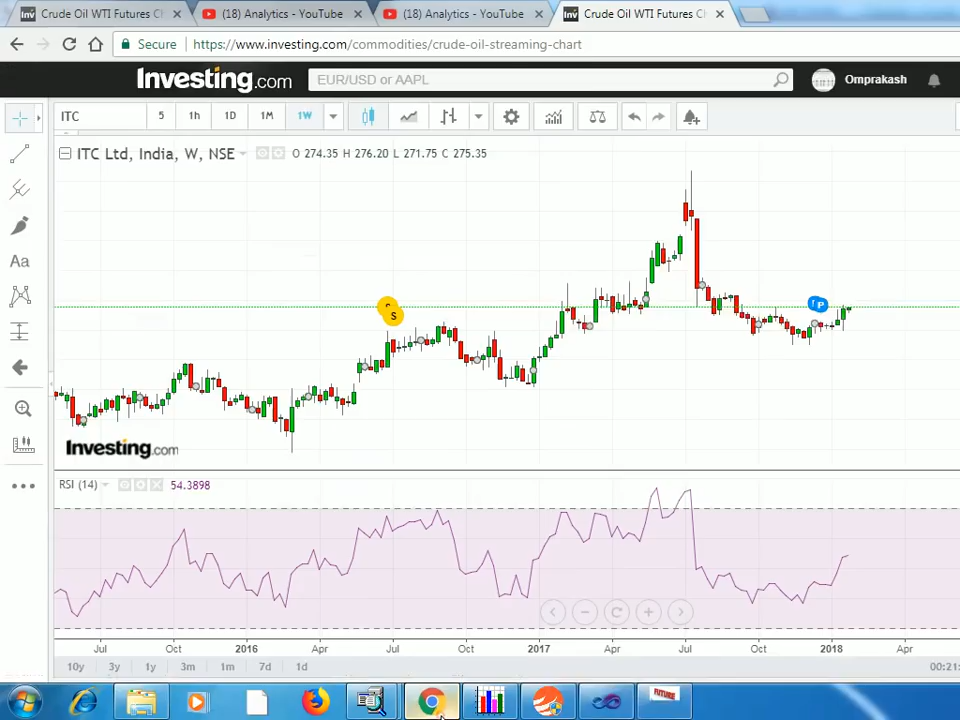 Crude Oil WTI Futures C
(18) Analytics - YouTube
(18) Analytics - YouTube
Crude Oil WTI Futures C
Secure
https://www.investing.com/commodities/crude-oil-streaming-chart
Investing.com
EUR/USD or AAPL
Omprakash
ITC
5
1h
1D
1M
1W
ITC Ltd, India, W, NSE
O 274.35 H 276.20 L 271.75 C 275.35
Aa
S
P
Investing.com
RSI (14)
54.3898
Jul
Oct
2016
Apr
Jul
Oct
2017
Apr
Jul
Oct
2018
Apr
10y
3y
1y
3m
1m
7d
1d
00:21
FUTURE